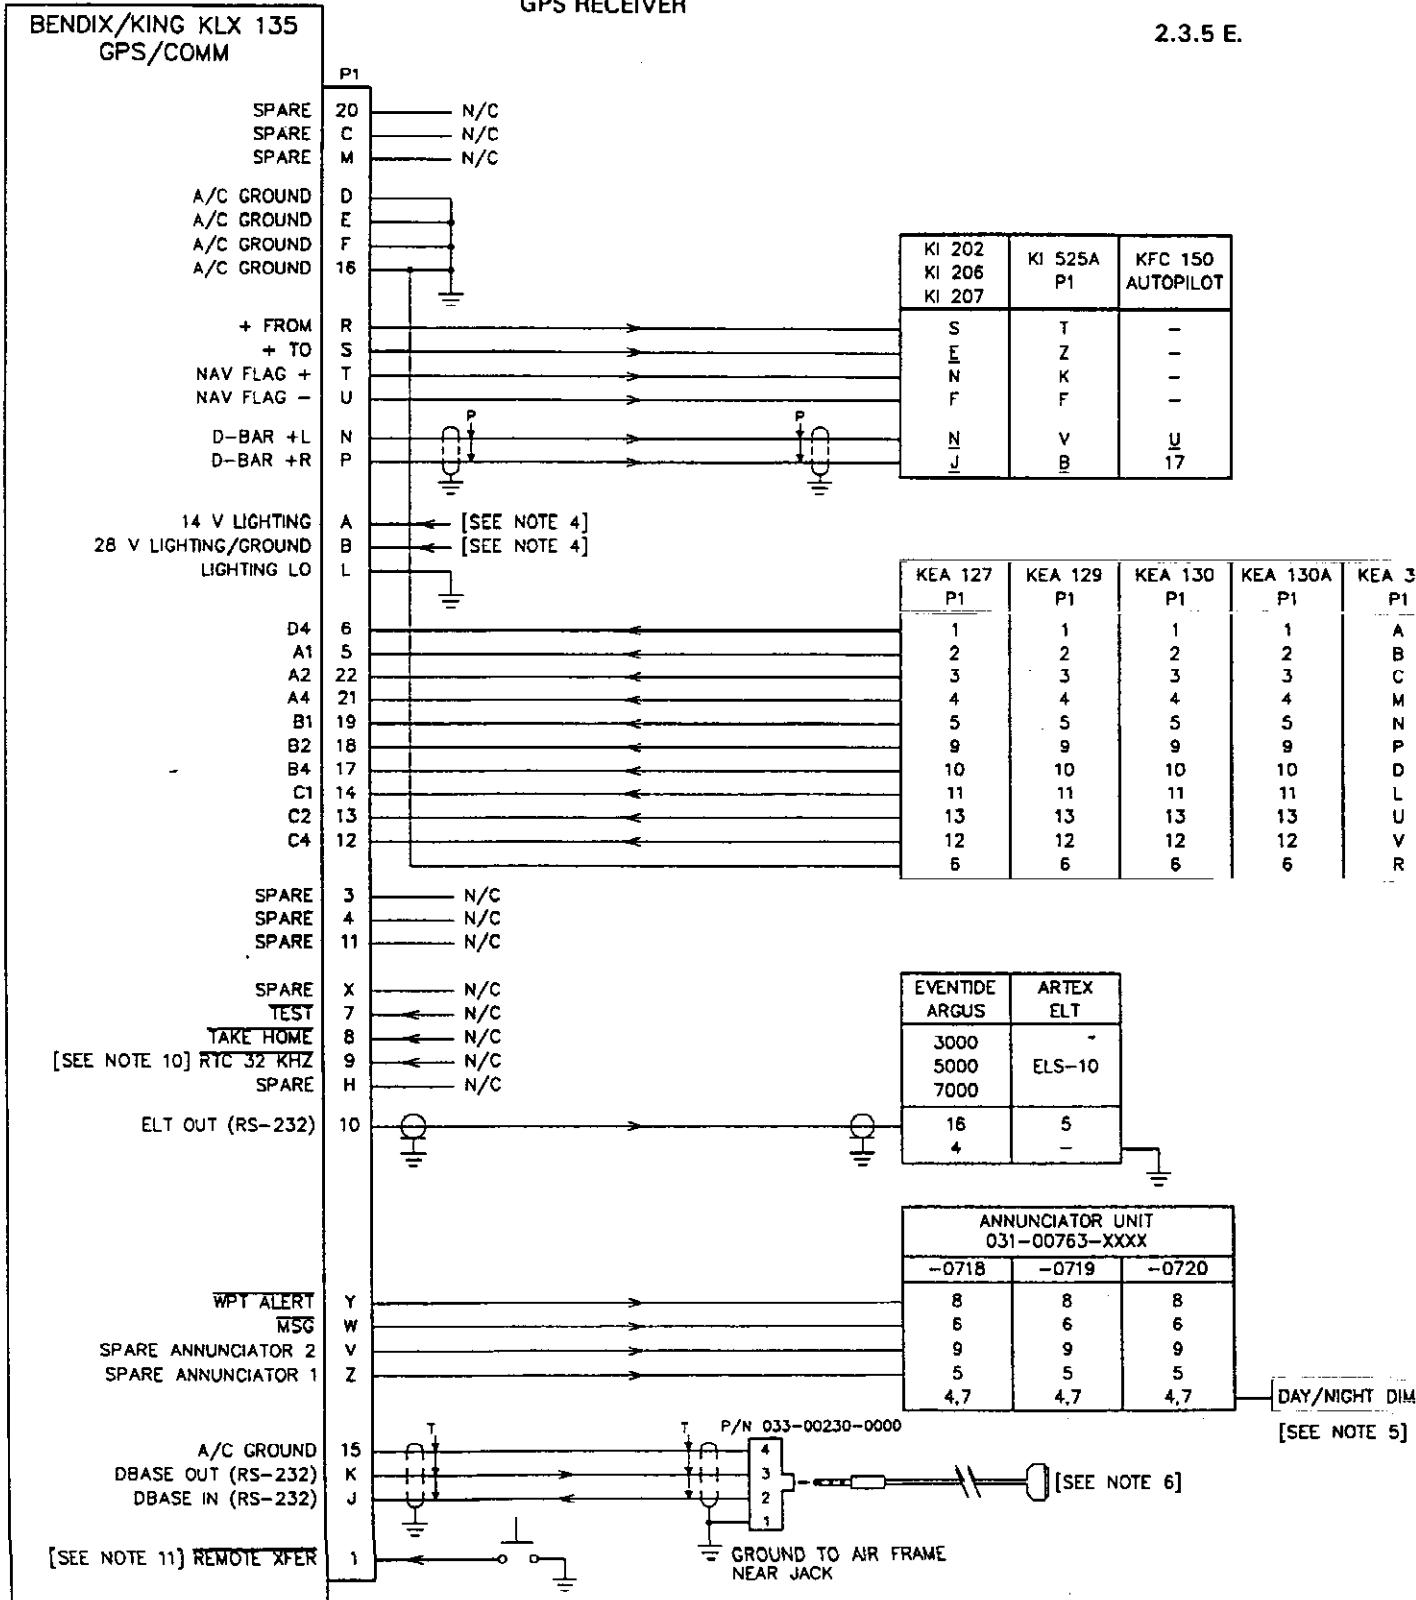 GPS RECEIVER
2.3.5 E.
BENDIX/KING KLX 135
GPS/COMM
P1
SPARE 20 N/C
SPARE C N/C
SPARE M N/C
A/C GROUND D
A/C GROUND E
A/C GROUND F
A/C GROUND 16
KI 202
KI 206
KI 207
KI 525A
P1
KFC 150
AUTOPILOT
+ FROM R S T –
+ TO S E Z –
NAV FLAG + T N K –
NAV FLAG – U F F –
P P
D-BAR +L N N V U
D-BAR +R P J B 17
14 V LIGHTING A [SEE NOTE 4]
28 V LIGHTING/GROUND B [SEE NOTE 4]
LIGHTING LO L
KEA 127 KEA 129 KEA 130 KEA 130A KEA 3
P1 P1 P1 P1 P1
D4 6 1 1 1 1 A
A1 5 2 2 2 2 B
A2 22 3 3 3 3 C
A4 21 4 4 4 4 M
B1 19 5 5 5 5 N
B2 18 9 9 9 9 P
B4 17 10 10 10 10 D
C1 14 11 11 11 11 L
C2 13 13 13 13 13 U
C4 12 12 12 12 12 V
6 6 6 6 R
SPARE 3 N/C
SPARE 4 N/C
SPARE 11 N/C
SPARE X N/C
TEST 7 N/C
TAKE HOME 8 N/C
[SEE NOTE 10] RTC 32 KHZ 9 N/C
SPARE H N/C
EVENTIDE
ARGUS
ARTEX
ELT
3000
5000 ELS-10
7000
ELT OUT (RS-232) 10 16 5
4 –
ANNUNCIATOR UNIT
031-00763-XXXX
-0718 -0719 -0720
WPT ALERT Y 8 8 8
MSG W 6 6 6
SPARE ANNUNCIATOR 2 V 9 9 9
SPARE ANNUNCIATOR 1 Z 5 5 5
4,7 4,7 4,7 DAY/NIGHT DIM
[SEE NOTE 5]
T T P/N 033-00230-0000
A/C GROUND 15 4
DBASE OUT (RS-232) K 3
DBASE IN (RS-232) J 2
1
[SEE NOTE 6]
[SEE NOTE 11] REMOTE XFER 1
GROUND TO AIR FRAME
NEAR JACK